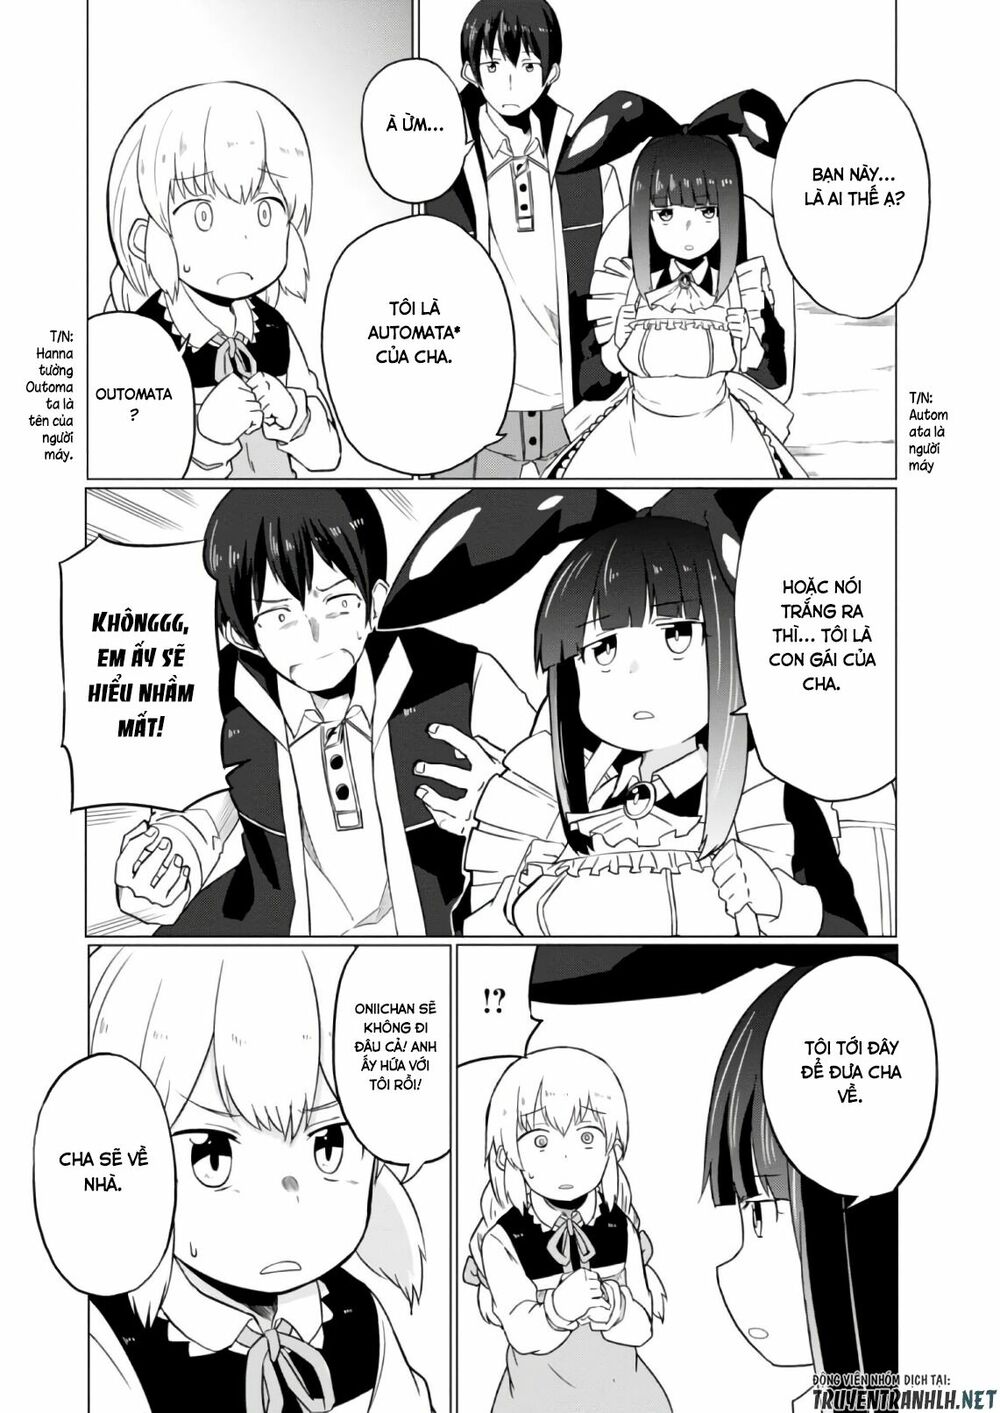 BẠN NÀY...
LÀ AI THẾ Ạ?
À ỪM...
TÔI LÀ
AUTOMATA*
CỦA CHA.
T/N:
Autom
ata là
người
máy
OUTOMATA
?
T/N:
Hanna
tưởng
Outoma
ta là
tên của
người
máy.
HOẶC NÓI
TRẮNG RA
THÌ... TÔI LÀ
CON GÁI CỦA
CHA.
KHÔNGGG,
EM ẤY SẼ
HIỂU NHẦM
MẤT!
TÔI TỚI ĐÂY
ĐỂ ĐƯA CHA
VỀ.
!?
ONIICHAN SẼ
KHÔNG ĐI
ĐÂU CẢ! ANH
ẤY HỨA VỚI
TÔI RỒI!
CHA SẼ VỀ
NHÀ.
ĐỘNG VIÊN NHÓM DỊCH TẠI:
TRUYENTRANHLH.NET